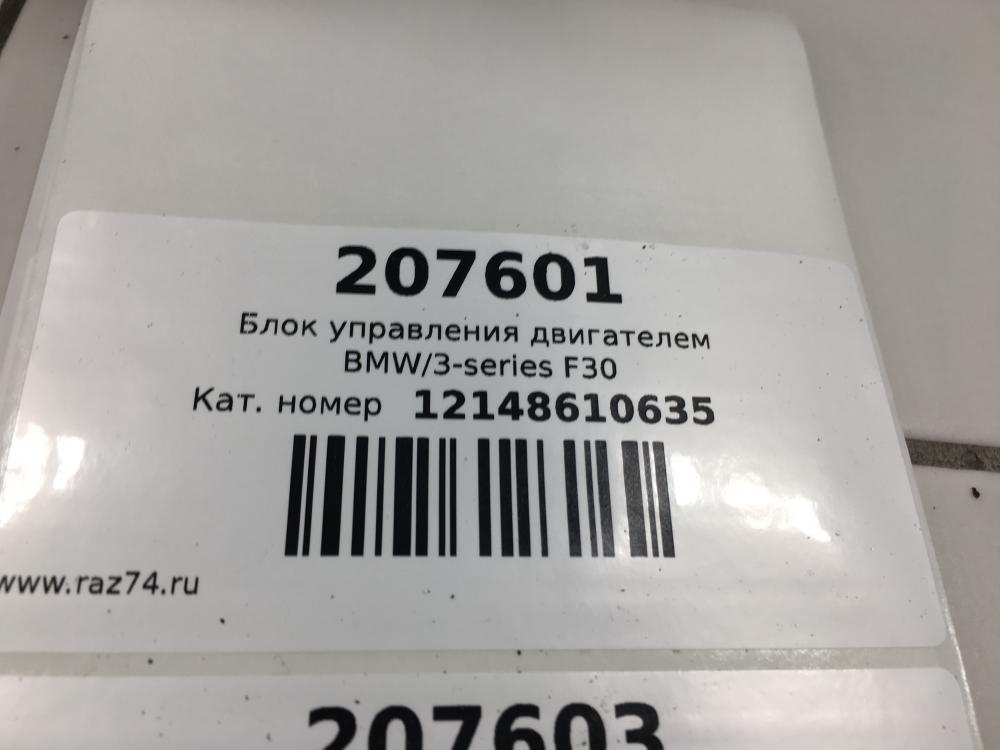 207601
Блок управления двигателем
BMW/3-series F30
Кат. номер 12148610635
www.raz74.ru
207603